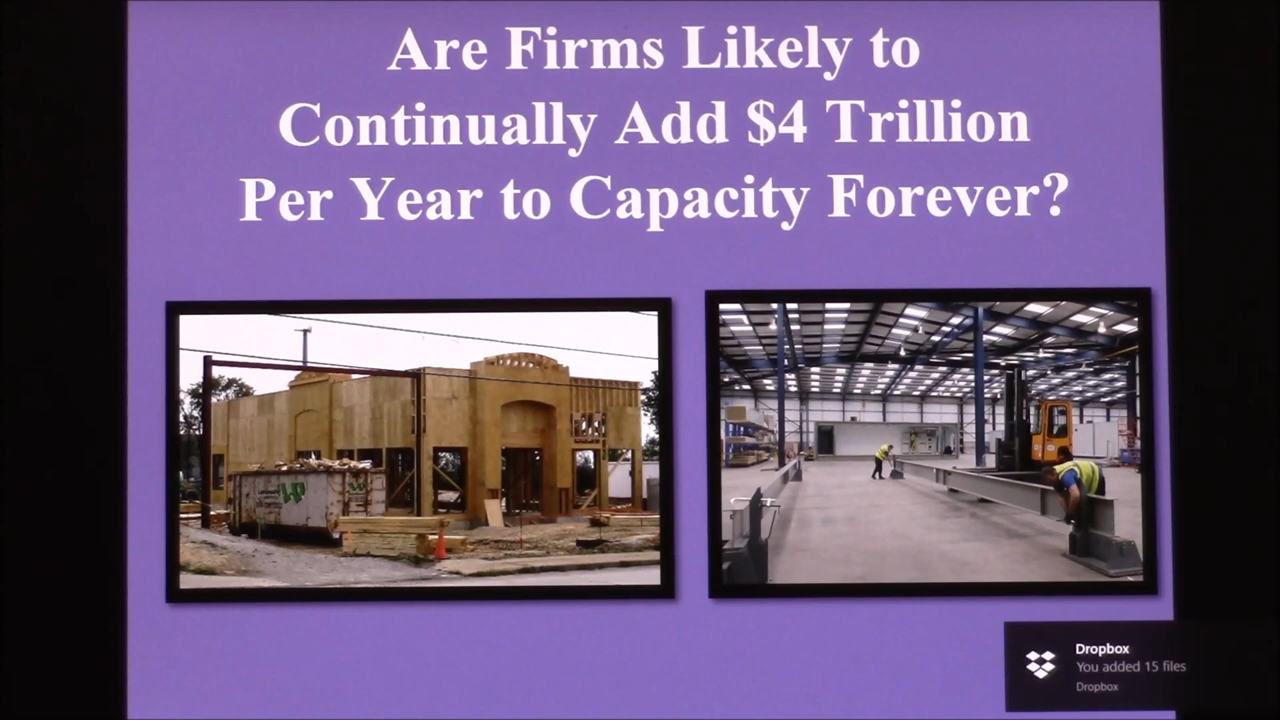 Are Firms Likely to
Continually Add $4 Trillion
Per Year to Capacity Forever?
Dropbox
You added 15 files
Dropbox